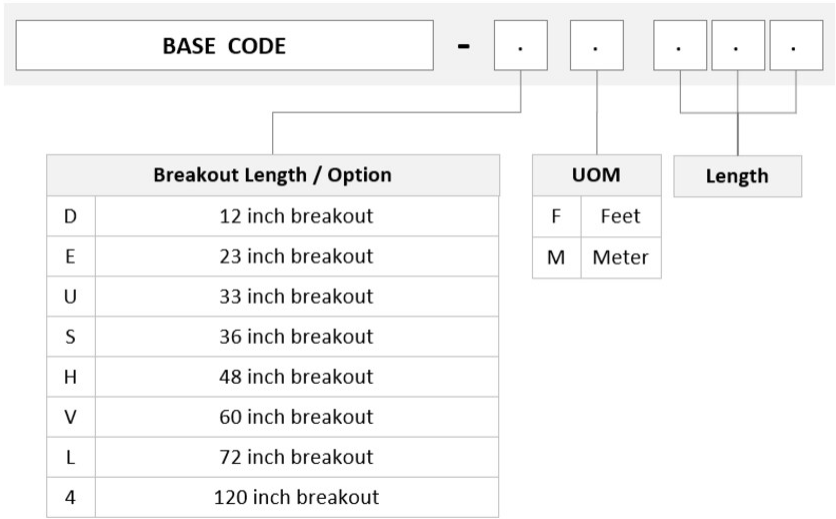 BASE CODE - . . . . .
Breakout Length / Option
D 12 inch breakout
E 23 inch breakout
U 33 inch breakout
S 36 inch breakout
H 48 inch breakout
V 60 inch breakout
L 72 inch breakout
4 120 inch breakout
UOM
F Feet
M Meter
Length